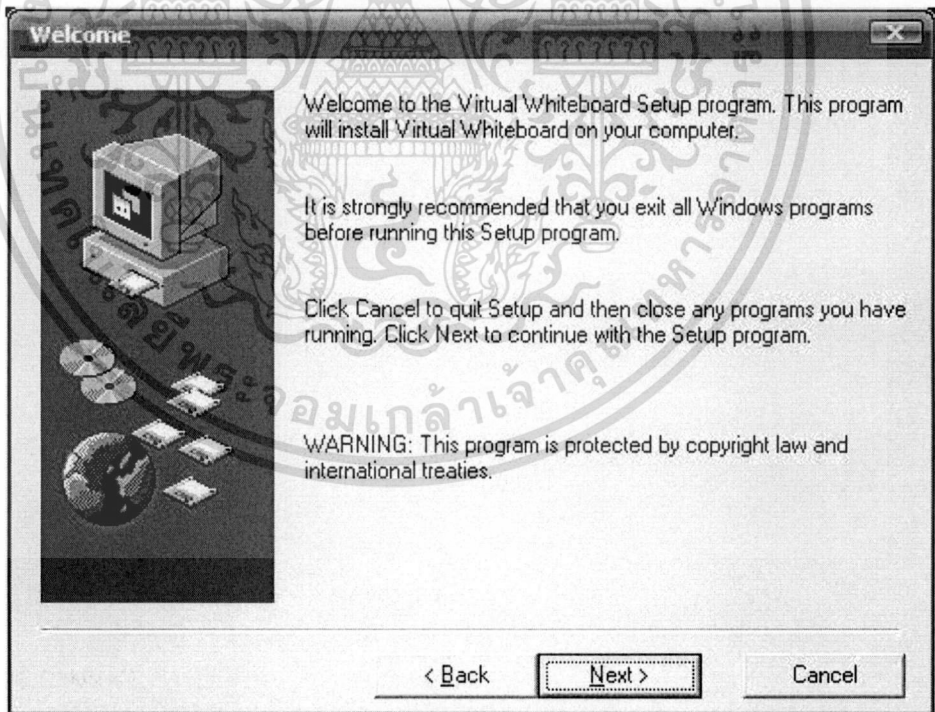 Welcome
Welcome to the Virtual Whiteboard Setup program. This program
will install Virtual Whiteboard on your computer.
It is strongly recommended that you exit all Windows programs
before running this Setup program.
Click Cancel to quit Setup and then close any programs you have
running. Click Next to continue with the Setup program.
WARNING: This program is protected by copyright law and
international treaties.
< Back
Next >
Cancel